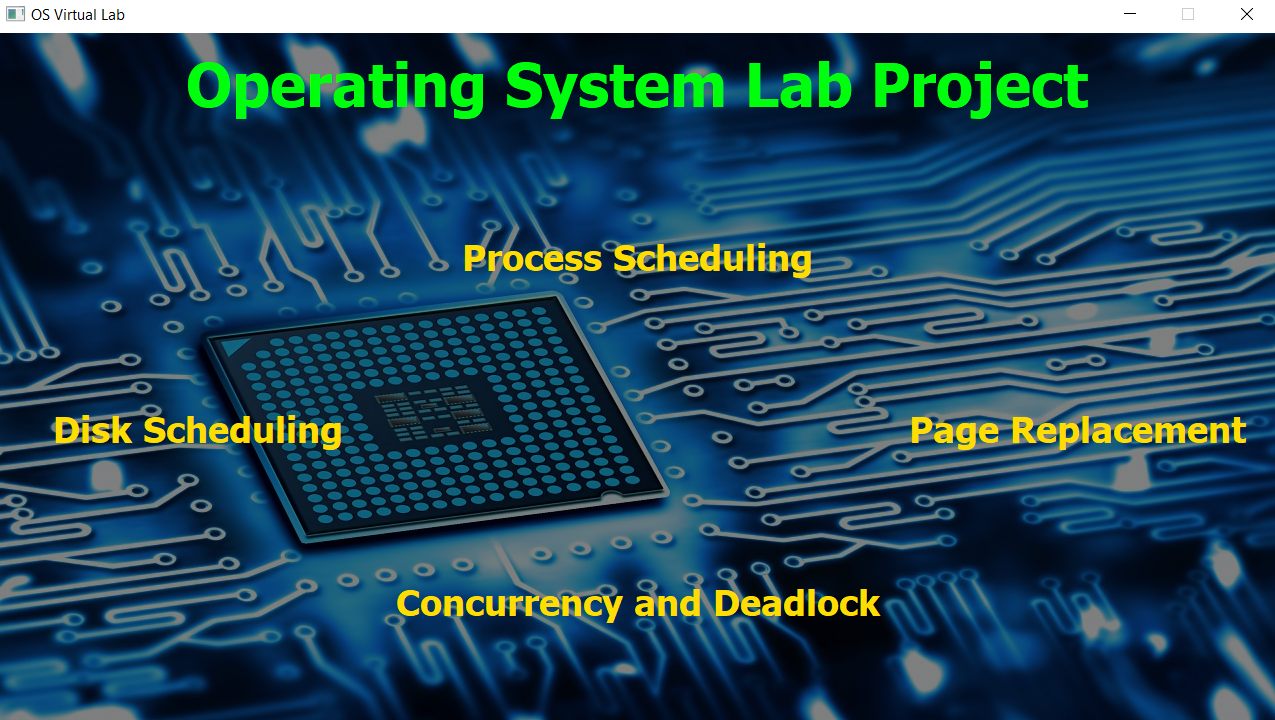 OS Virtual Lab
Operating System Lab Project
Process Scheduling
Disk Scheduling
Page Replacement
Concurrency and Deadlock